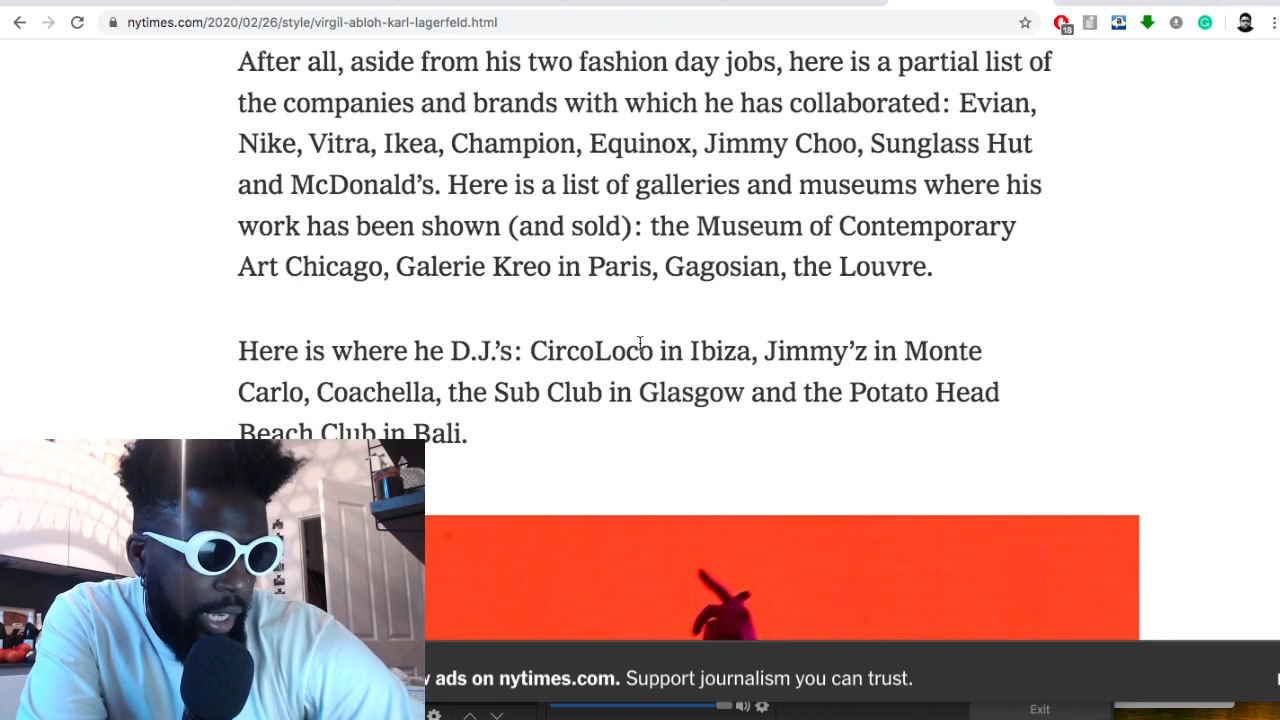 nytimes.com/2020/02/26/style/virgil-abloh-karl-lagerfeld.html
18
After all, aside from his two fashion day jobs, here is a partial list of
the companies and brands with which he has collaborated: Evian,
Nike, Vitra, Ikea, Champion, Equinox, Jimmy Choo, Sunglass Hut
and McDonald’s. Here is a list of galleries and museums where his
work has been shown (and sold): the Museum of Contemporary
Art Chicago, Galerie Kreo in Paris, Gagosian, the Louvre.
Here is where he D.J.’s: CircoLoco in Ibiza, Jimmy’z in Monte
Carlo, Coachella, the Sub Club in Glasgow and the Potato Head
Beach Club in Bali.
ads on nytimes.com. Support journalism you can trust.
Exit